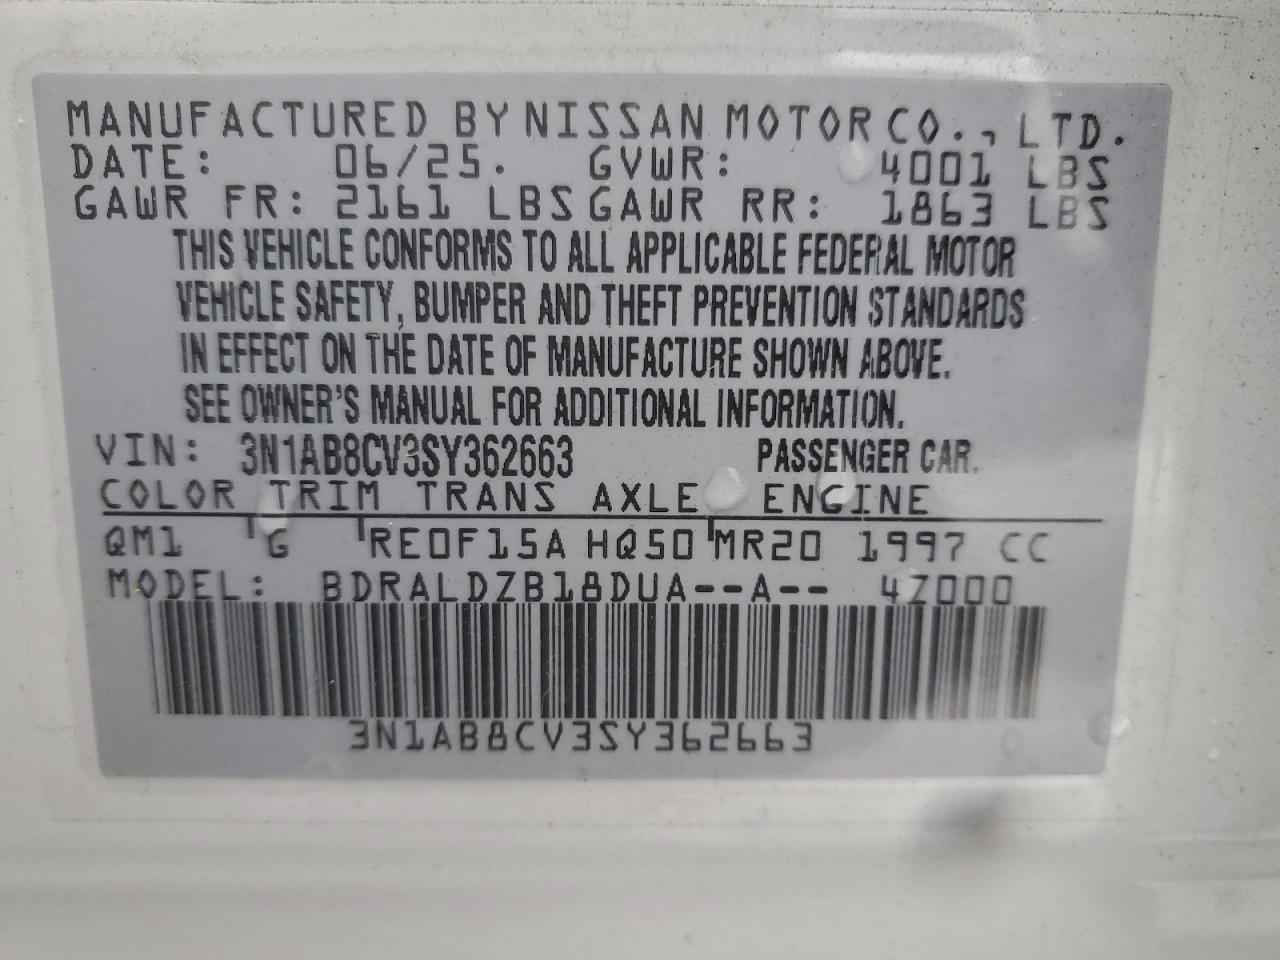 MANUFACTURED BY NISSAN MOTOR CO., LTD.
DATE: 06/25. GVWR: 4001 LBS
GAWR FR: 2161 LBS GAWR RR: 1863 LBS
THIS VEHICLE CONFORMS TO ALL APPLICABLE FEDERAL MOTOR
VEHICLE SAFETY, BUMPER AND THEFT PREVENTION STANDARDS
IN EFFECT ON THE DATE OF MANUFACTURE SHOWN ABOVE.
SEE OWNER'S MANUAL FOR ADDITIONAL INFORMATION.
VIN: 3N1AB8CV3SY362663 PASSENGER CAR.
COLOR TRIM TRANS AXLE ENGINE
QM1 G RE0F15A HQ50 MR20 1997 CC
MODEL: BDRALDZB18DUA--A-- 4Z000
3N1AB8CV3SY362663